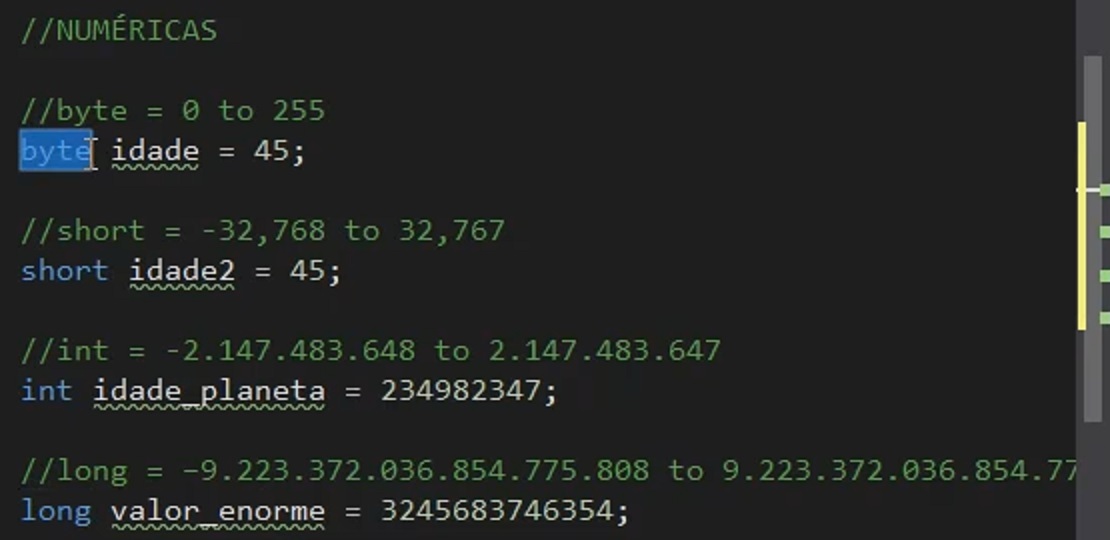 //NUMÉRICAS
//byte = 0 to 255
byte idade = 45;
//short = -32,768 to 32,767
short idade2 = 45;
//int = -2.147.483.648 to 2.147.483.647
int idade_planeta = 234982347;
//long = -9.223.372.036.854.775.808 to 9.223.372.036.854.77
long valor_enorme = 3245683746354;